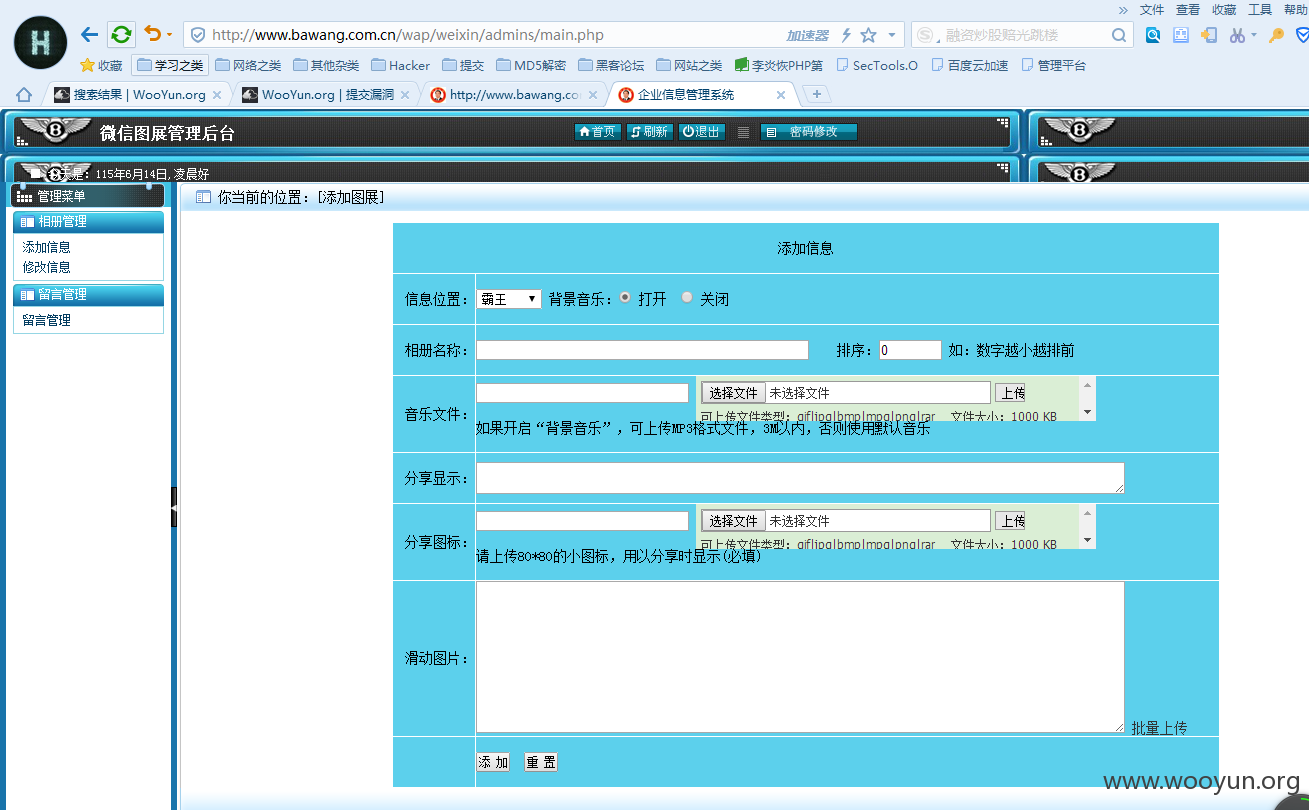 » 文件 查看 收藏 工具 帮助
http://www.bawang.com.cn/wap/weixin/admins/main.php 加速器 融资炒股赔光跳楼
收藏 学习之类 网络之类 其他杂类 Hacker 提交 MD5解密 黑客论坛 网站之类 李炎恢PHP第 SecTools.O 百度云加速 管理平台
搜索结果 | WooYun.org WooYun.org | 提交漏洞 http://www.bawang.co 企业信息管理系统
微信图展管理后台 首页 刷新 退出 密码修改
天是: 115年6月14日, 凌晨好
管理菜单
你当前的位置: [添加图展]
相册管理
添加信息
修改信息
留言管理
留言管理
添加信息
信息位置: 霸王 背景音乐: 打开 关闭
相册名称: 排序: 0 如: 数字越小越排前
音乐文件: 选择文件 未选择文件 上传
可上传文件类型: gif|jpg|bmp|mpg|png|rar 文件大小: 1000 KB
如果开启“背景音乐”, 可上传MP3格式文件, 3M以内, 否则使用默认音乐
分享显示:
分享图标: 选择文件 未选择文件 上传
可上传文件类型: gif|jpg|bmp|mpg|png|rar 文件大小: 1000 KB
请上传80*80的小图标, 用以分享时显示(必填)
滑动图片: 批量上传
添 加 重 置
www.wooyun.org